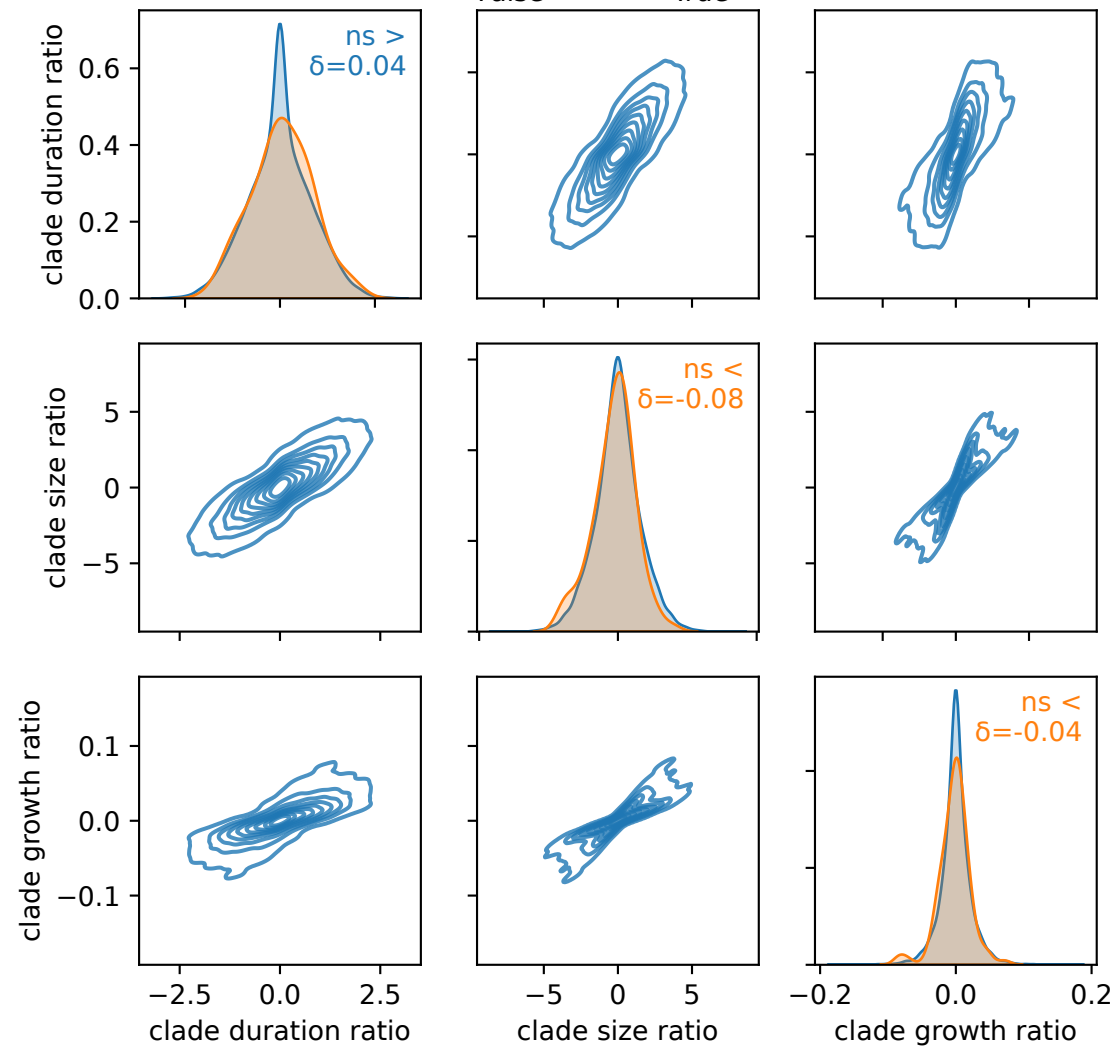 clade duration ratio
0.6
0.4
0.2
0.0
ns >
δ=0.04
clade size ratio
5
0
−5
ns <
δ=-0.08
clade growth ratio
0.1
0.0
−0.1
ns <
δ=-0.04
−2.5 0.0 2.5
−5 0 5
−0.2 0.0 0.2
clade duration ratio
clade size ratio
clade growth ratio